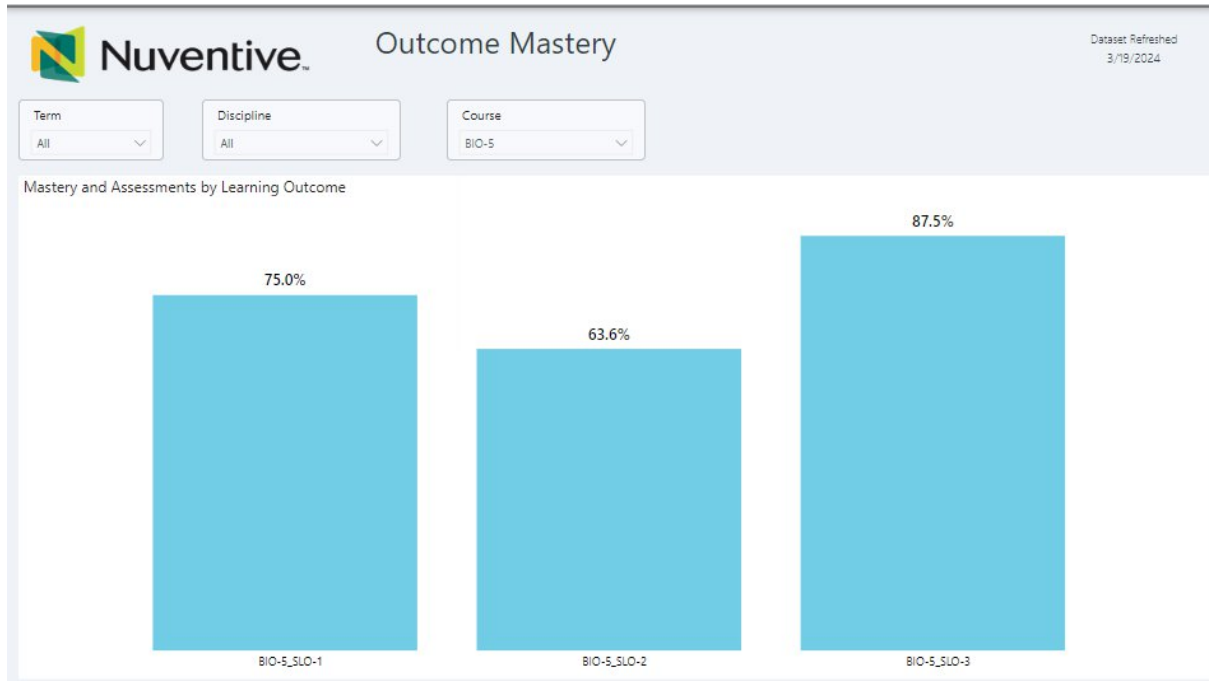 Nuventive™
Outcome Mastery
Dataset Refreshed
3/19/2024
Term
All
Discipline
All
Course
BIO-5
Mastery and Assessments by Learning Outcome
75.0%
63.6%
87.5%
BIO-5_SLO-1
BIO-5_SLO-2
BIO-5_SLO-3